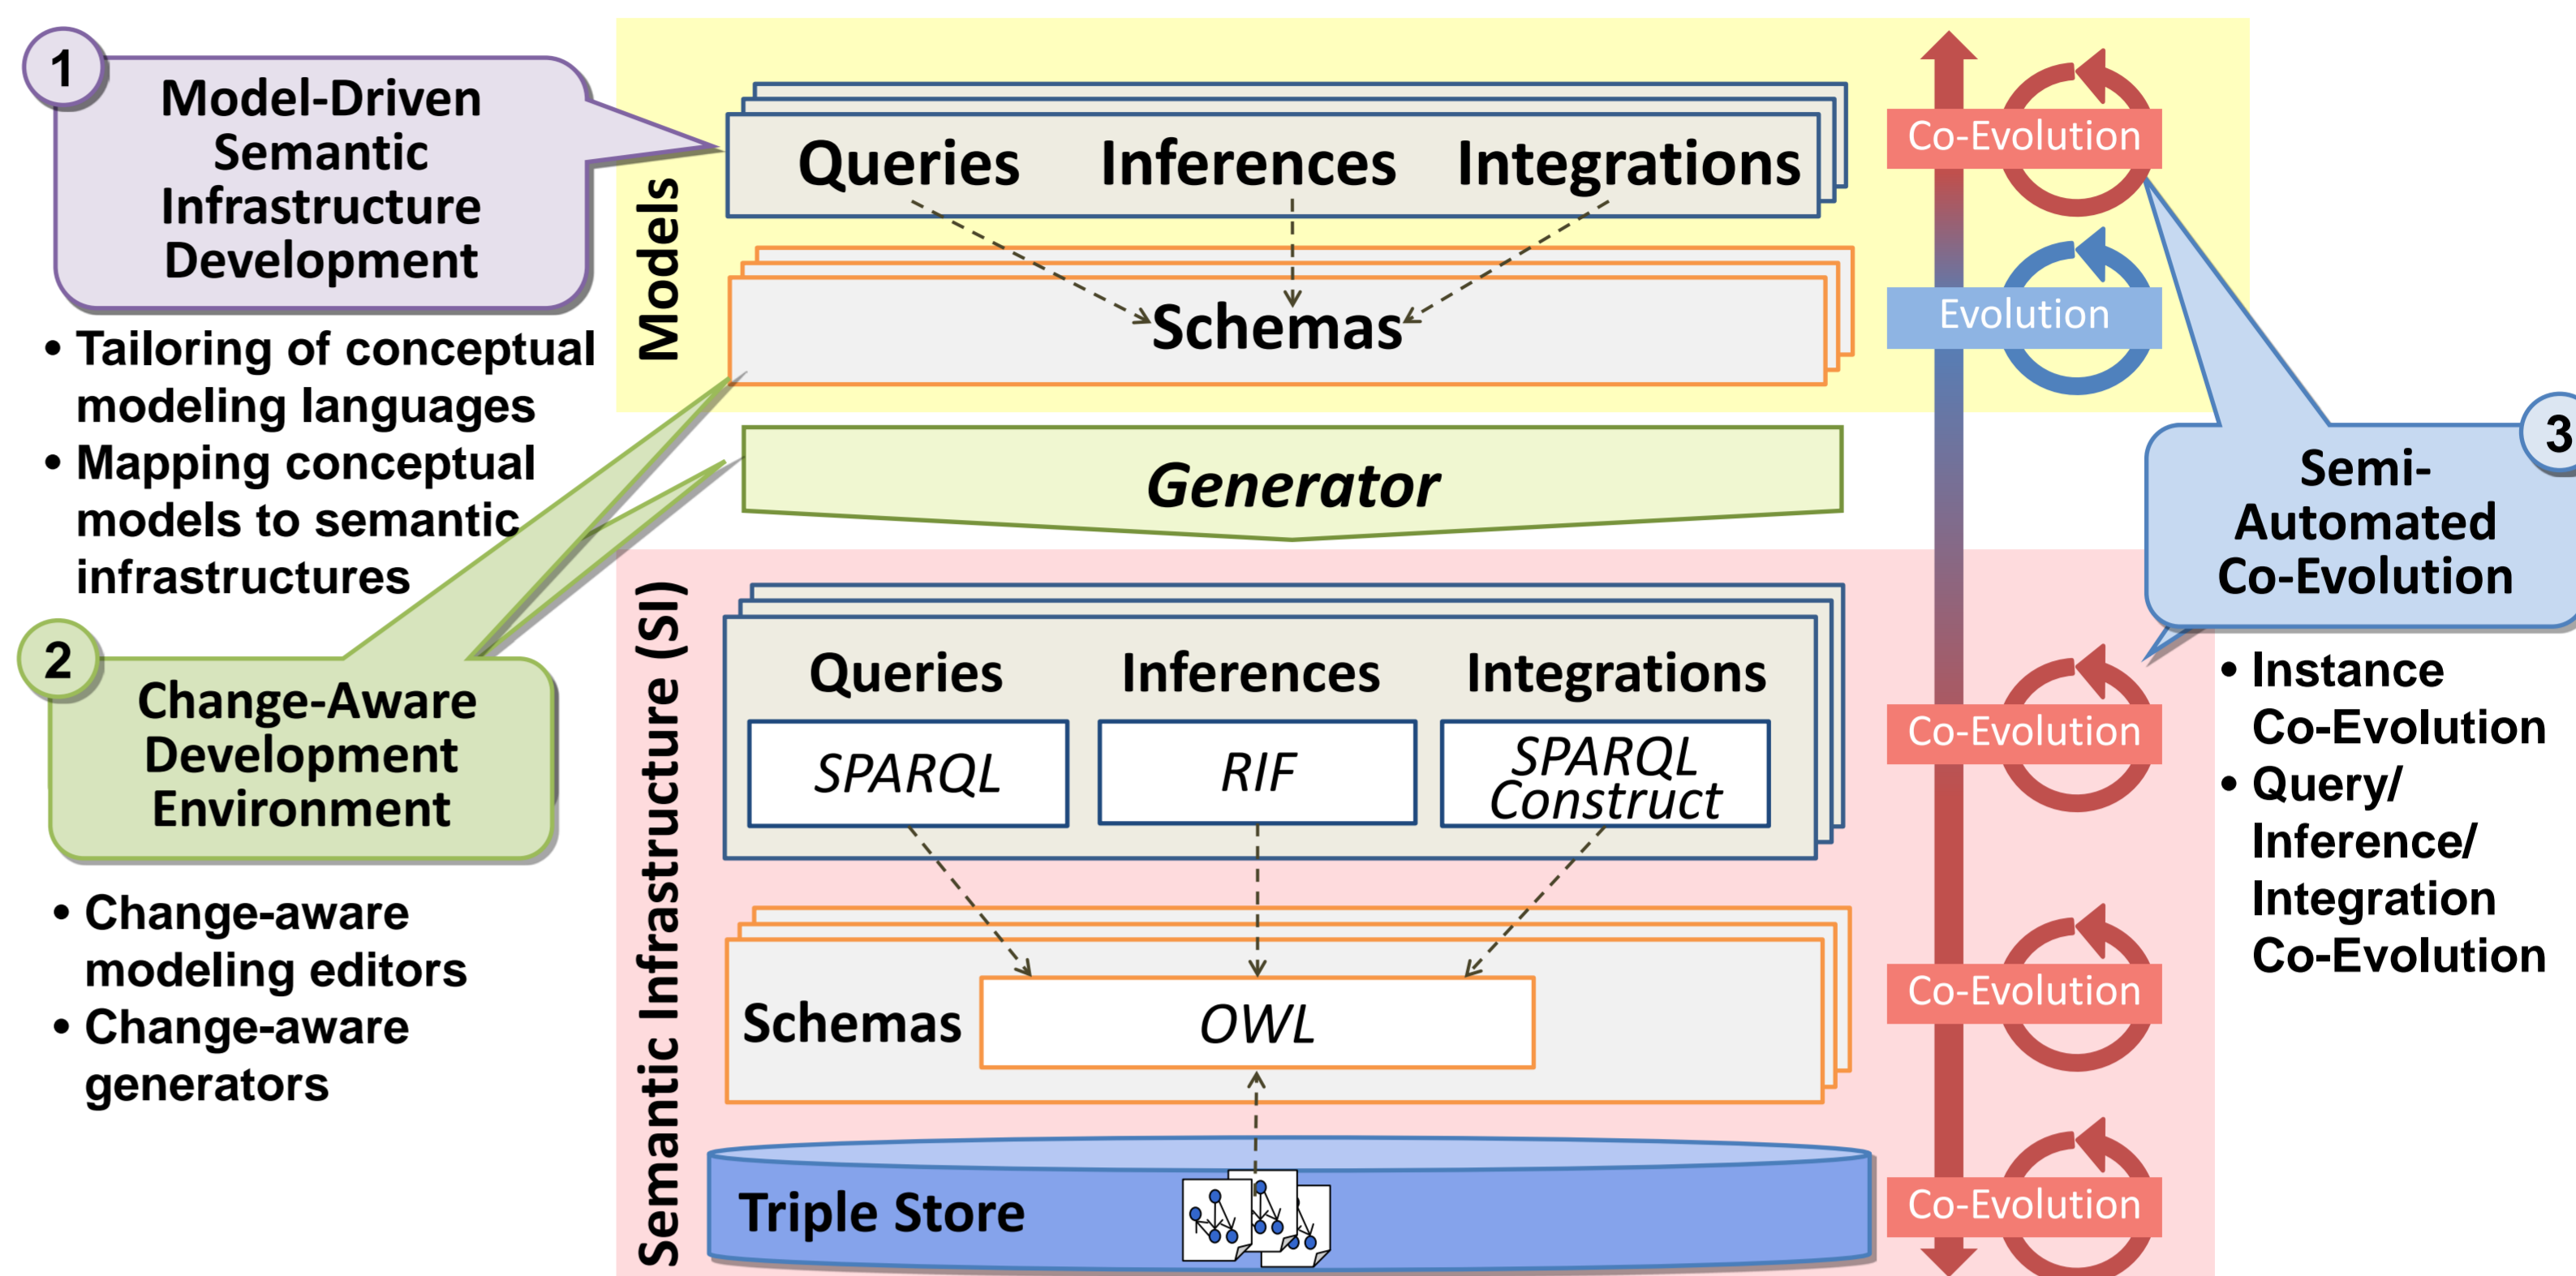 1
Model-Driven
Semantic
Infrastructure
Development
• Tailoring of conceptual
modeling languages
• Mapping conceptual
models to semantic
infrastructures
2
Change-Aware
Development
Environment
• Change-aware
modeling editors
• Change-aware
generators
Models
Queries Inferences Integrations
Schemas
Generator
Semantic Infrastructure (SI)
Queries Inferences Integrations
SPARQL
RIF
SPARQL
Construct
Schemas
OWL
Triple Store
Co-Evolution
Evolution
Co-Evolution
Co-Evolution
Co-Evolution
3
Semi-
Automated
Co-Evolution
• Instance
Co-Evolution
• Query/
Inference/
Integration
Co-Evolution